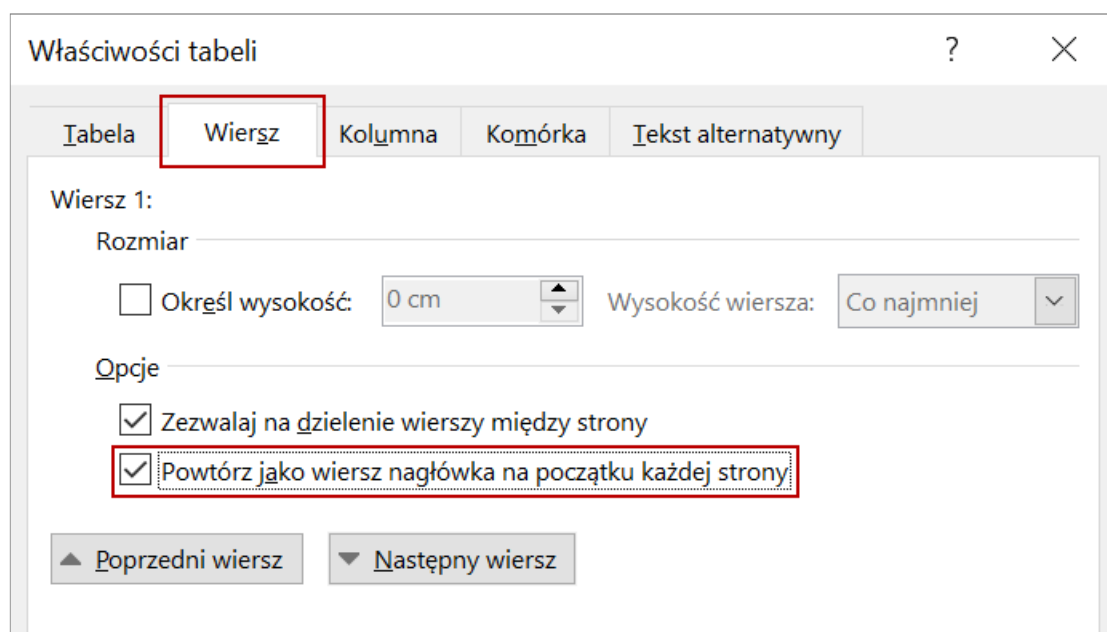 Właściwości tabeli ?
Tabela Wiersz Kolumna Komórka Tekst alternatywny
Wiersz 1:
Rozmiar
Określ wysokość: 0 cm Wysokość wiersza: Co najmniej
Opcje
Zezwalaj na dzielenie wierszy między strony
Powtórz jako wiersz nagłówka na początku każdej strony
Poprzedni wiersz Następny wiersz